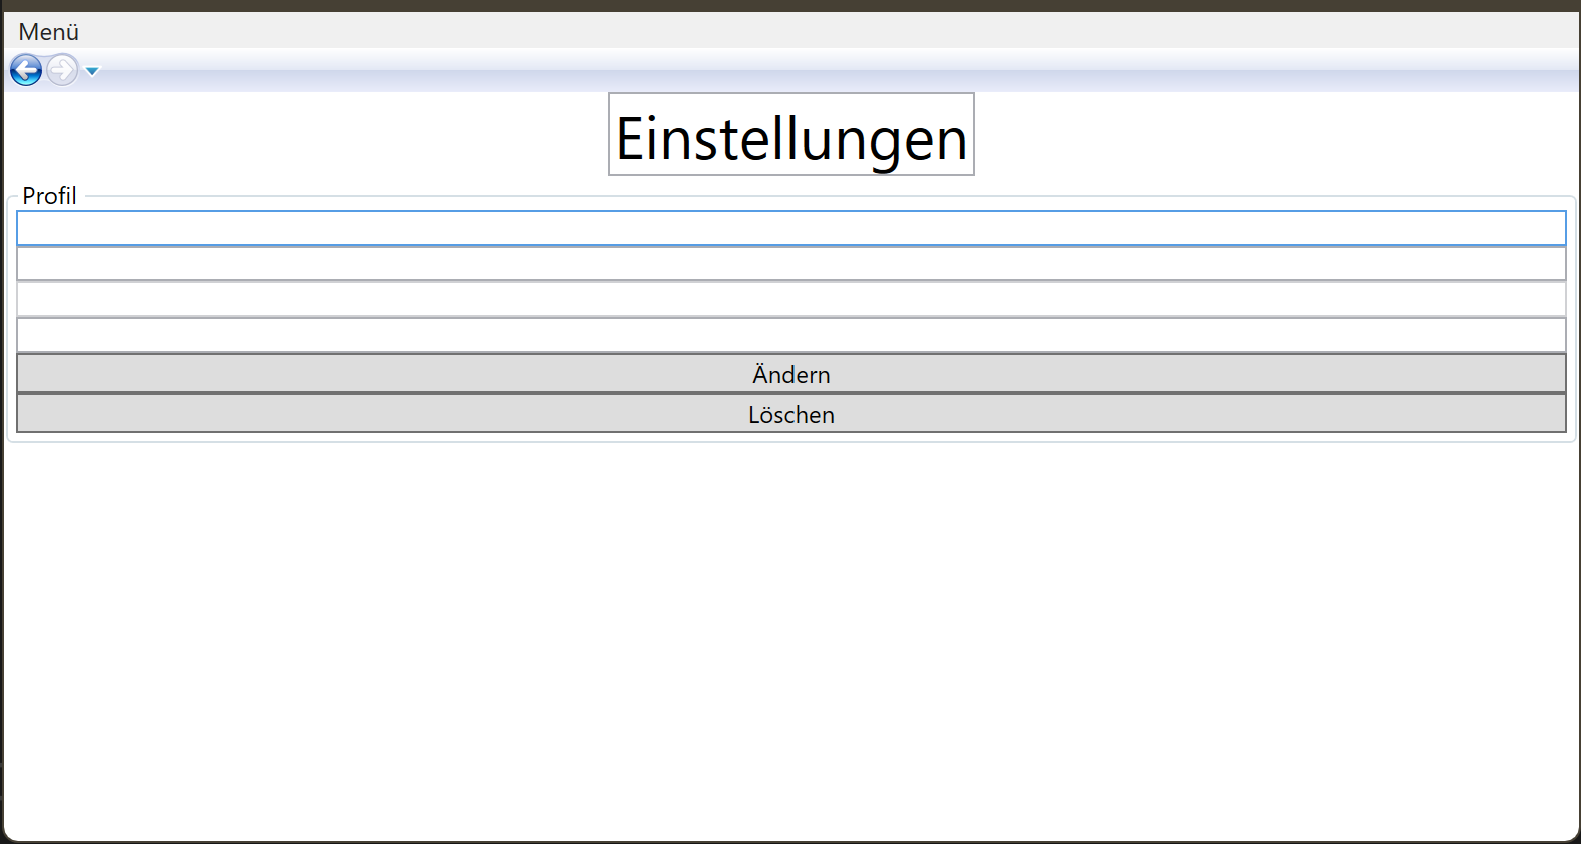 Menü
Einstellungen
Profil
Ändern
Löschen